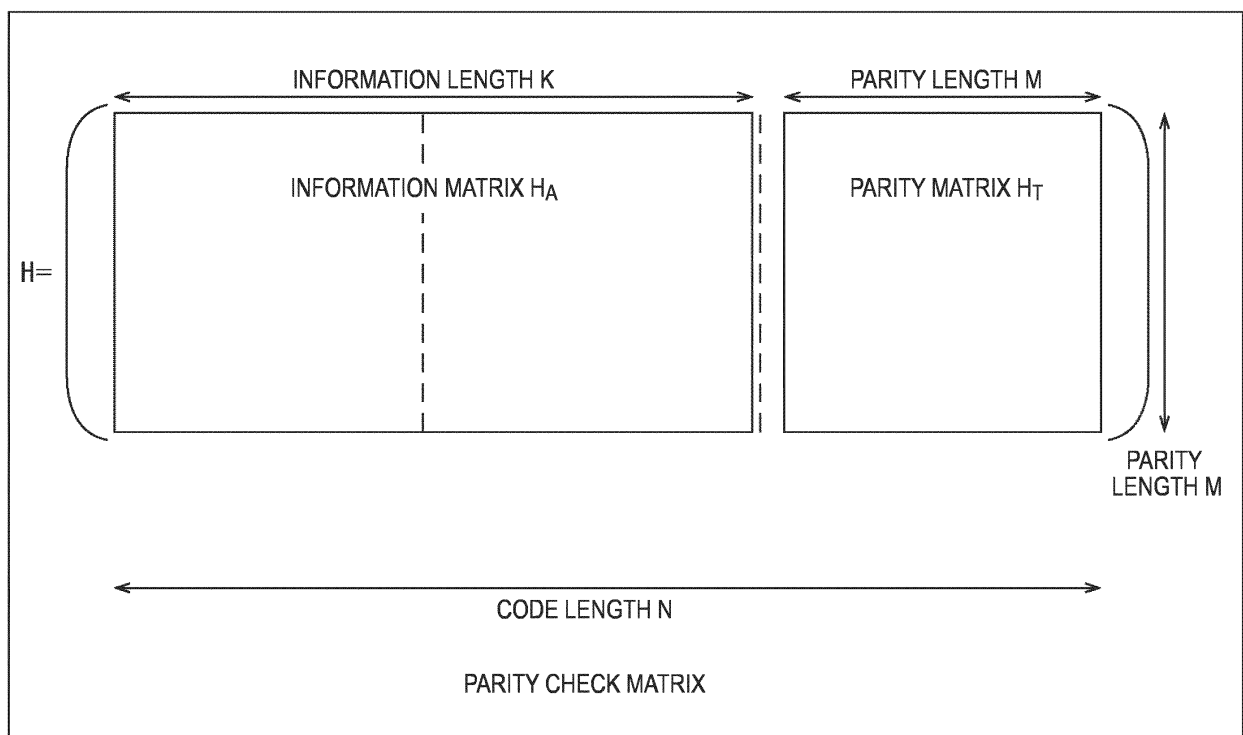 INFORMATION LENGTH K
PARITY LENGTH M
INFORMATION MATRIX HA
PARITY MATRIX HT
H=
PARITY
LENGTH M
CODE LENGTH N
PARITY CHECK MATRIX